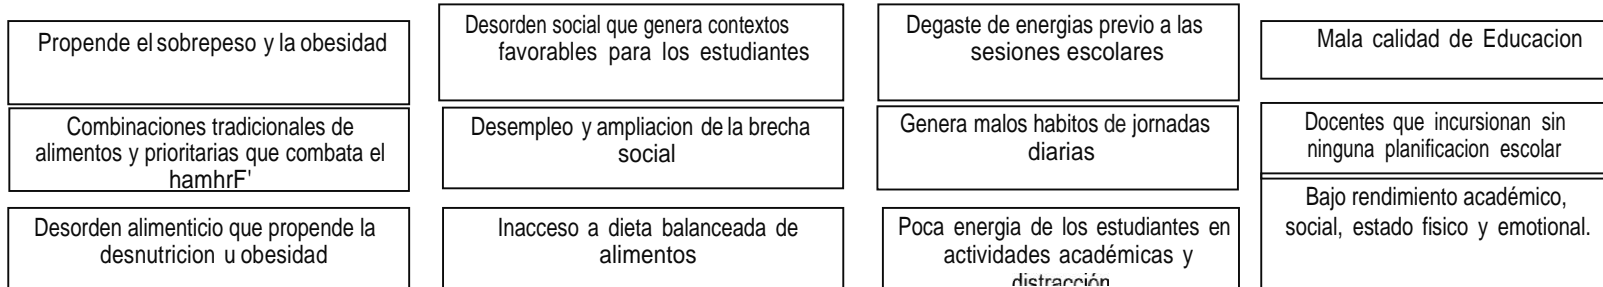 Propende el sobrepeso y la obesidad
Desorden social que genera contextos
favorables para los estudiantes
Degaste de energias previo a las
sesiones escolares
Mala calidad de Educacion
Combinaciones tradicionales de
alimentos y prioritarias que combata el
hamhrF'
Desempleo y ampliacion de la brecha
social
Genera malos habitos de jornadas
diarias
Docentes que incursionan sin
ninguna planificacion escolar
Desorden alimenticio que propende la
desnutricion u obesidad
Inacceso a dieta balanceada de
alimentos
Poca energia de los estudiantes en
actividades académicas y
distracción
Bajo rendimiento académico,
social, estado fisico y emotional.